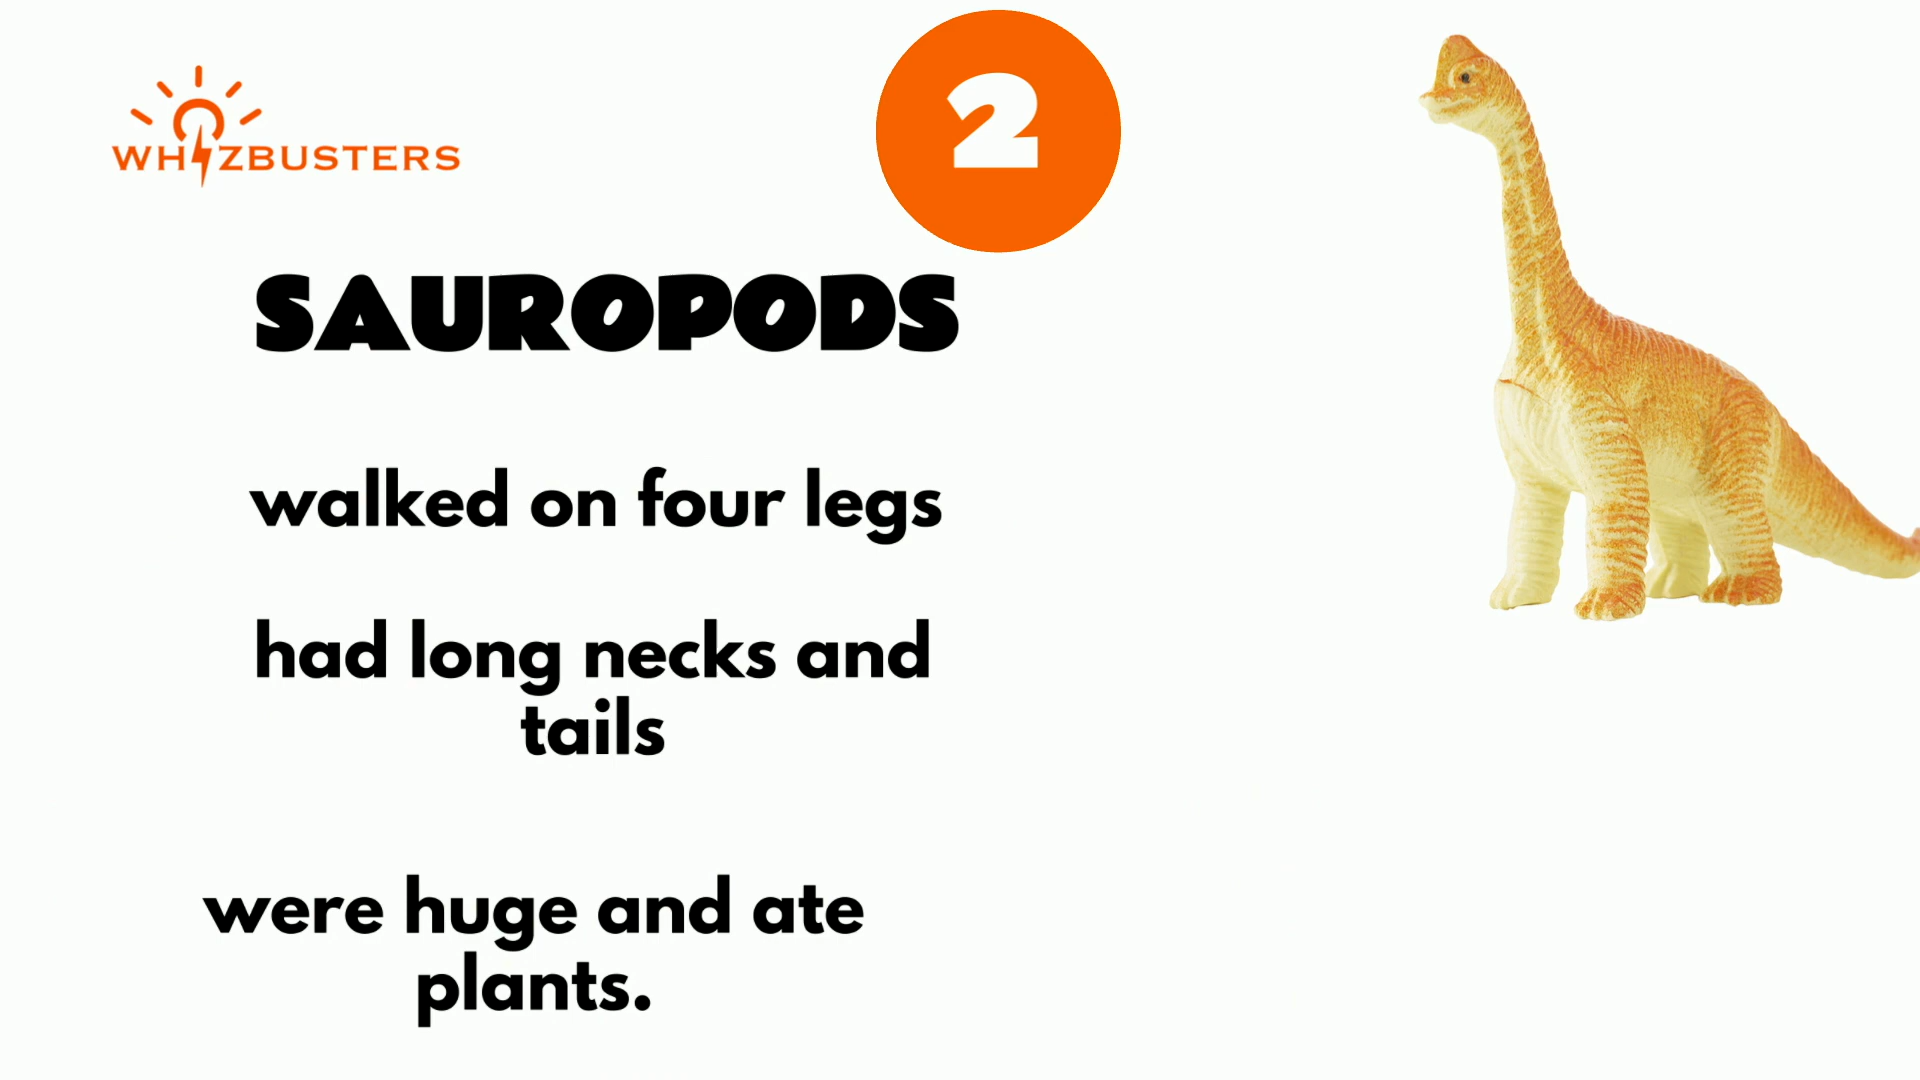 WHIZBUSTERS
2
SAUROPODS
walked on four legs
had long necks and
tails
were huge and ate
plants.